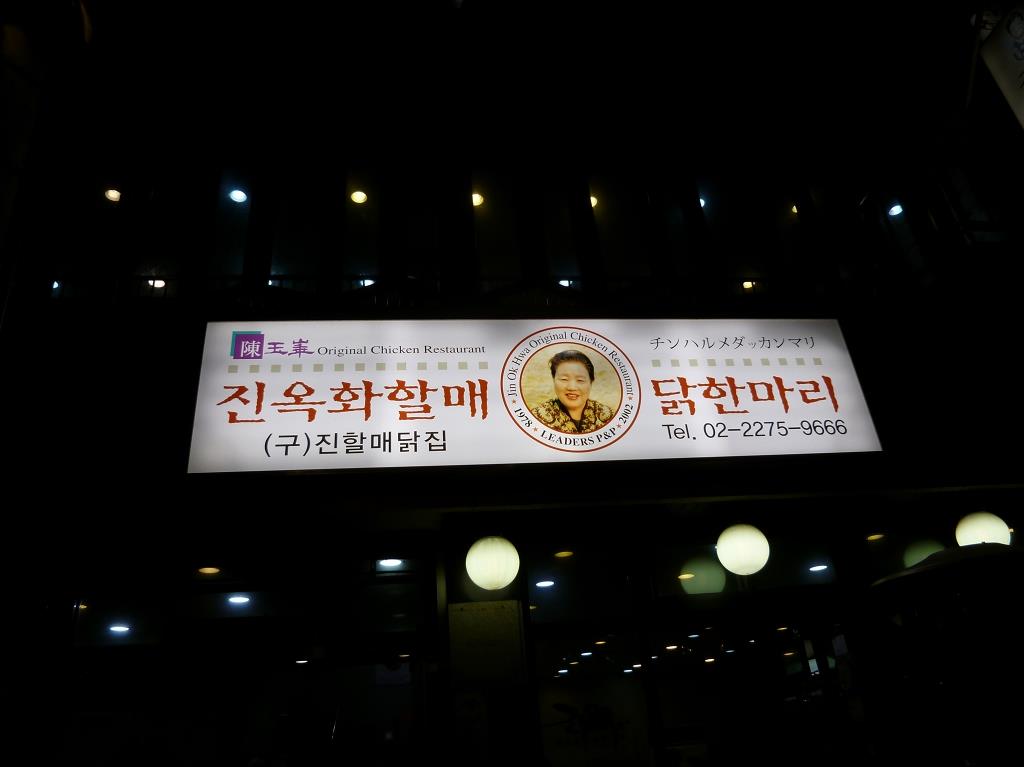 陳玉華 Original Chicken Restaurant
진옥화할매
(구)진할매닭집
Jin Ok Hwa Original Chicken Restaurant
1978 ★ LEADERS P&P ★ 2002
チンハルメダッカンマリ
닭한마리
Tel. 02-2275-9666